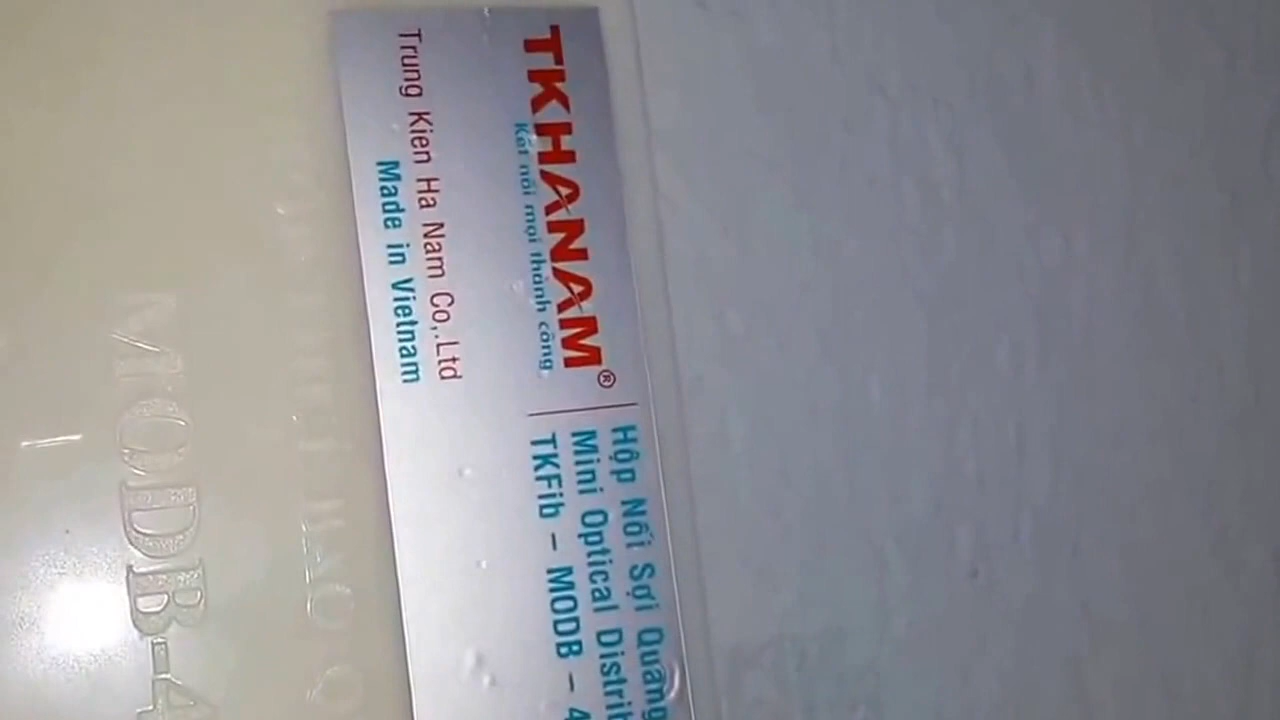 TKHANAM®
Kết nối mọi thành công
Trung Kien Ha Nam Co,.Ltd
Made in Vietnam
Hộp Nối Sợi Quang
Mini Optical Distrib
TKFib - MODB - 4
MODB-4